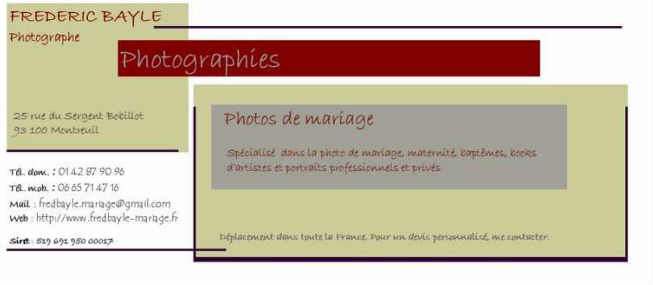 FREDERIC BAYLE
Photographe
Photographies
25 rue du Sergent Bobillot
93 100 Montreuil
Photos de mariage
Spécialisé dans la photo de mariage, maternité, baptêmes, books
d'artistes et portraits professionnels et privés
Tél. dom. : 01 42 87 90 96
Tél. mob. : 06 65 71 47 16
Mail : fredbayle.mariage@gmail.com
Web : http://www.fredbayle-mariage.fr
Siret : 519 691 950 00017
Déplacement dans toute la France. Pour un devis personnalisé, me contacter.